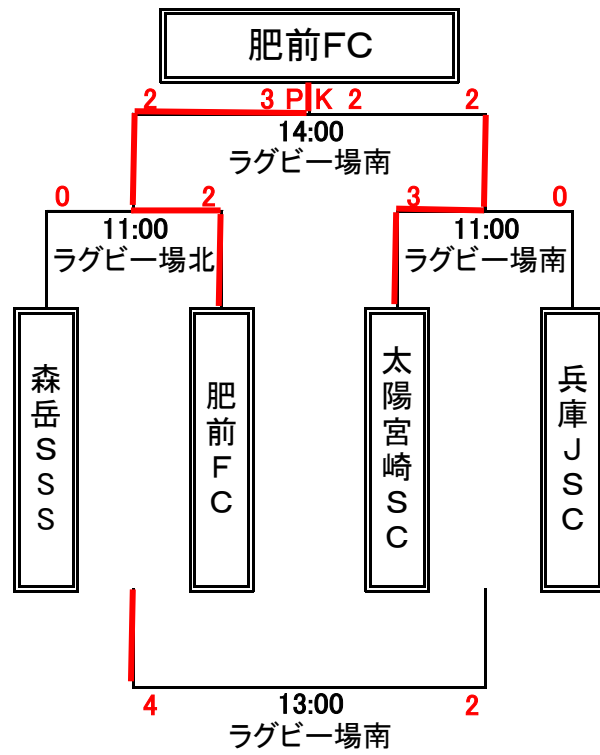 肥前FC
2 3 P K 2 2
14:00
ラグビー場南
0 2 3 0
11:00 11:00
ラグビー場北 ラグビー場南
森岳SSS
肥前FC
太陽宮崎SC
兵庫JSC
4 13:00 2
ラグビー場南